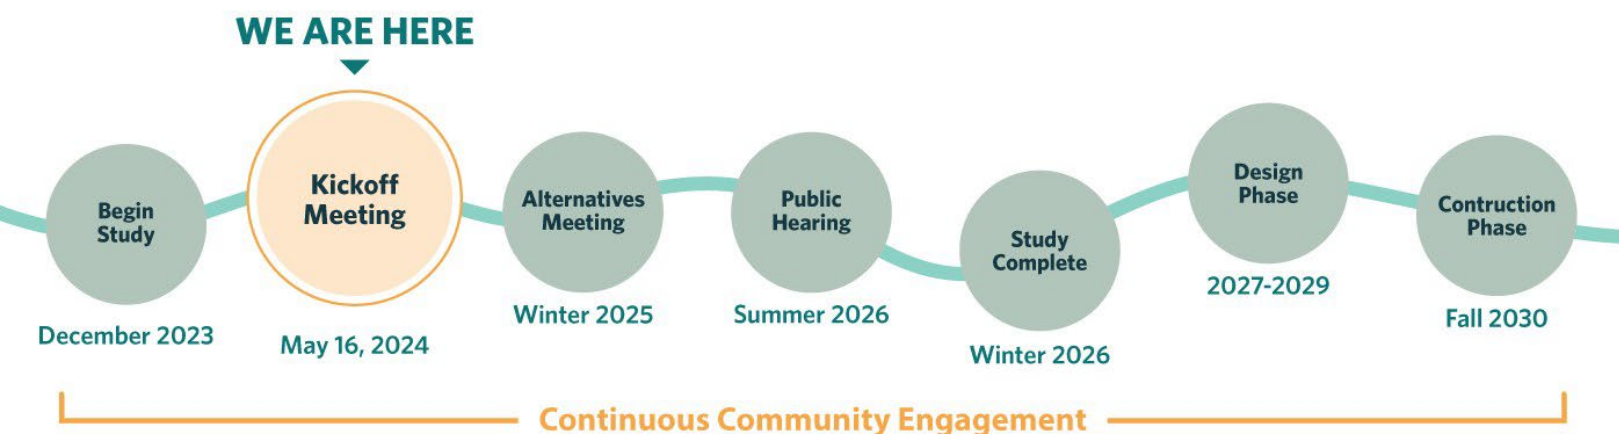 WE ARE HERE
Begin
Study
December 2023
Kickoff
Meeting
May 16, 2024
Alternatives
Meeting
Winter 2025
Public
Hearing
Summer 2026
Study
Complete
Winter 2026
Design
Phase
2027-2029
Contruction
Phase
Fall 2030
Continuous Community Engagement